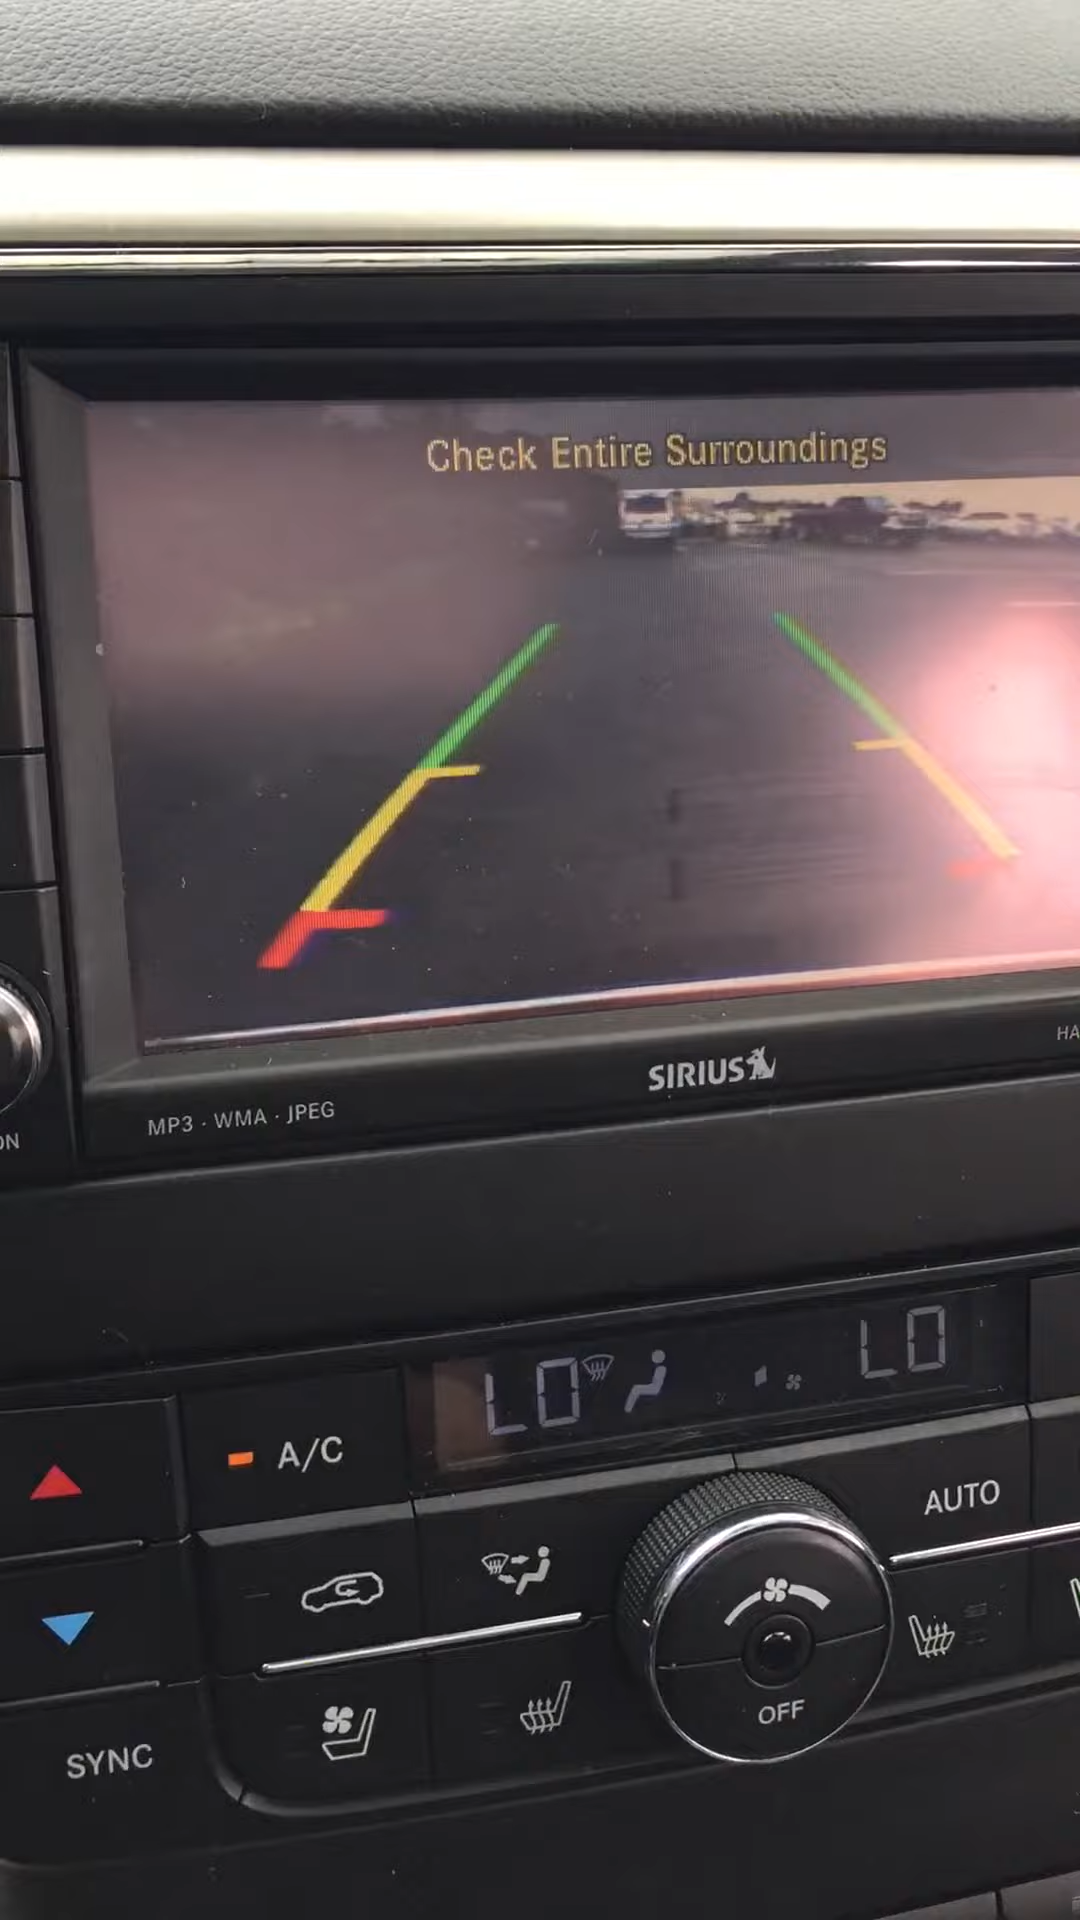 Check Entire Surroundings
SIRIUS
MP3 · WMA · JPEG
LO
LO
A/C
AUTO
OFF
SYNC